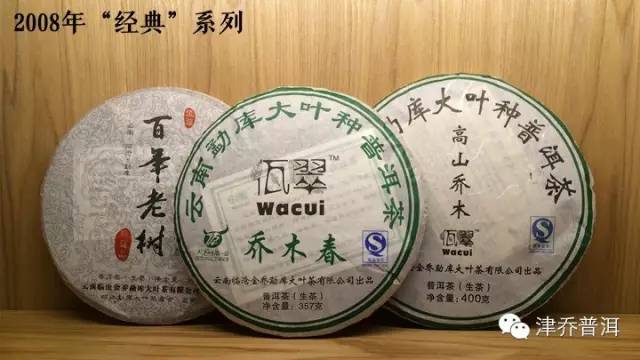 2008年“经典”系列
百年老树
云南勐库大叶种普洱茶
佤翠™
Wacui
乔木春
云南临沧金乔勐库大叶茶有限公司出品
普洱茶（生茶）
净含量：357克
勐库大叶种普洱茶
高山乔木
佤翠
Wacui
云南临沧金乔勐库大叶茶有限公司出品
普洱茶（生茶）
净含量：400克
津乔普洱